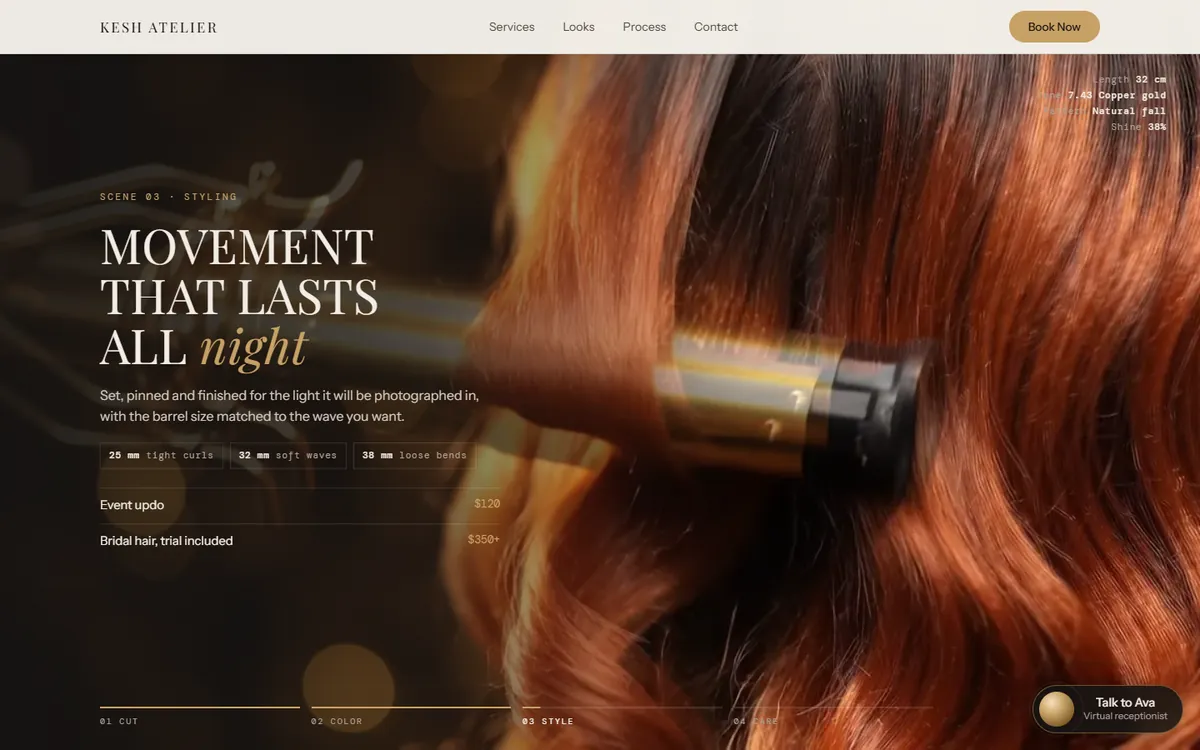 KESH ATELIER
Services
Looks
Process
Contact
Book Now
Length 32 cm
7.43 Copper gold
Natural fall
Shine 38%
SCENE 03 · STYLING
MOVEMENT
THAT LASTS
ALL night
Set, pinned and finished for the light it will be photographed in,
with the barrel size matched to the wave you want.
25 mm tight curls
32 mm soft waves
38 mm loose bends
Event updo $120
Bridal hair, trial included $350+
01 CUT
02 COLOR
03 STYLE
04 CARE
Talk to Ava
Virtual receptionist